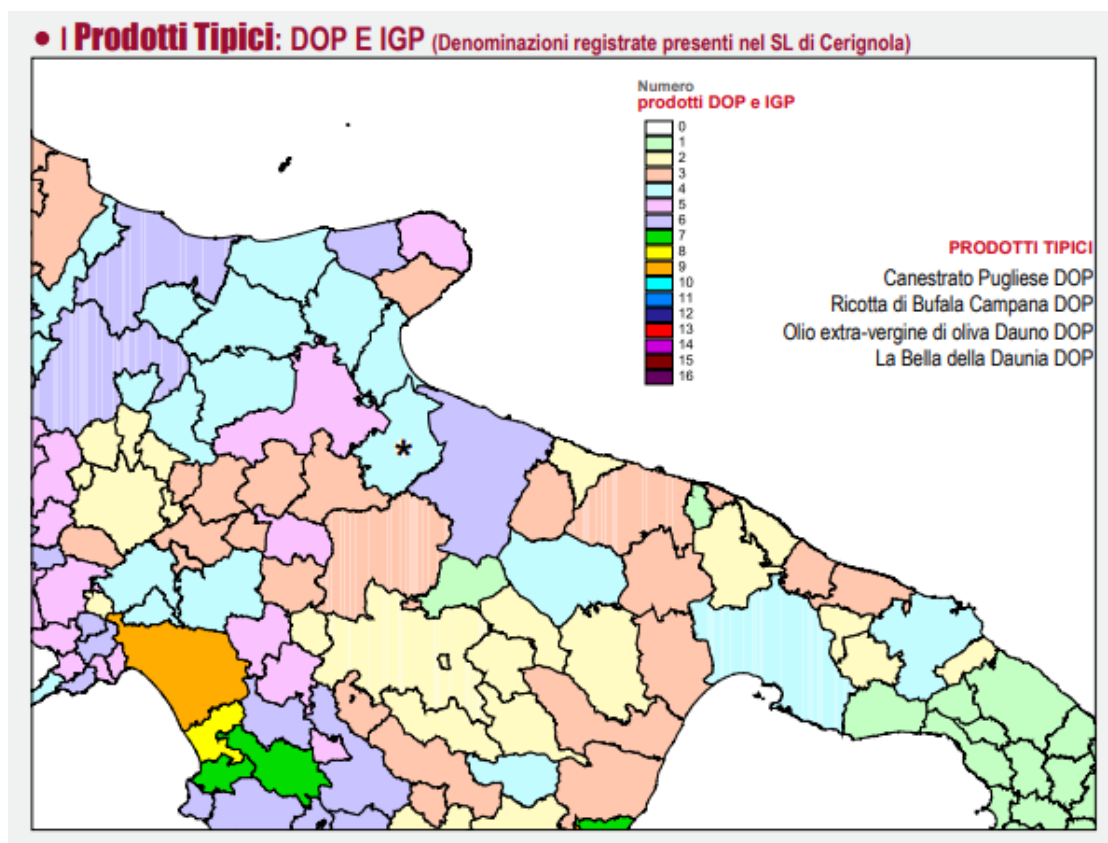 • I Prodotti Tipici: DOP E IGP (Denominazioni registrate presenti nel SL di Cerignola)
Numero
prodotti DOP e IGP
0
1
2
3
4
5
6
7
8
9
10
11
12
13
14
15
16
PRODOTTI TIPICI
Canestrato Pugliese DOP
Ricotta di Bufala Campana DOP
Olio extra-vergine di oliva Dauno DOP
La Bella della Daunia DOP
*